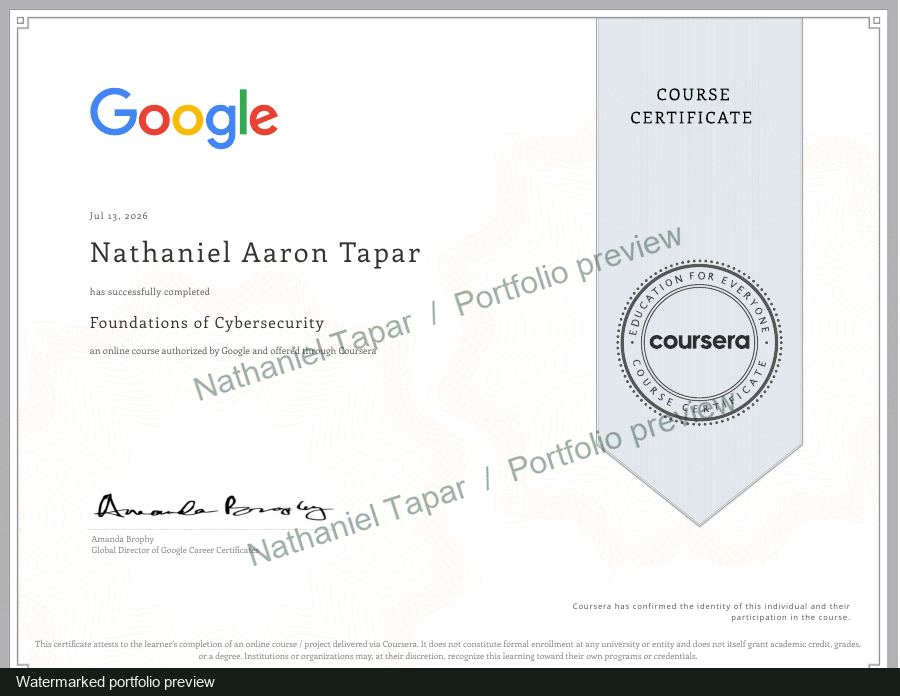 Google
COURSE
CERTIFICATE
Jul 13, 2026
Nathaniel Aaron Tapar
has successfully completed
Foundations of Cybersecurity
an online course authorized by Google and offered through Coursera
EDUCATION FOR EVERYONE
coursera
COURSE CERTIFICATE
Nathaniel Tapar / Portfolio preview
Nathaniel Tapar / Portfolio preview
Amanda Brophy
Amanda Brophy
Global Director of Google Career Certificates
Coursera has confirmed the identity of this individual and their
participation in the course.
This certificate attests to the learner's completion of an online course / project delivered via Coursera. It does not constitute formal enrollment at any university or entity and does not itself grant academic credit, grades,
or a degree. Institutions or organizations may, at their discretion, recognize this learning toward their own programs or credentials.
Watermarked portfolio preview